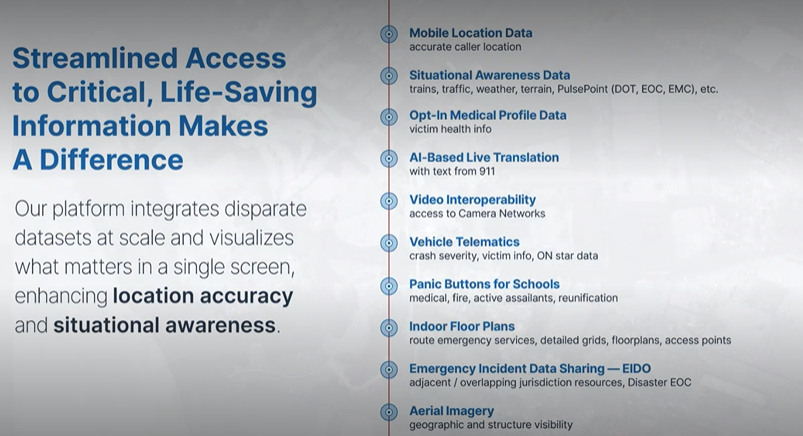 Streamlined Access
to Critical, Life-Saving
Information Makes
A Difference
Our platform integrates disparate
datasets at scale and visualizes
what matters in a single screen,
enhancing location accuracy
and situational awareness.
Mobile Location Data
accurate caller location
Situational Awareness Data
trains, traffic, weather, terrain, PulsePoint (DOT, EOC, EMC), etc.
Opt-In Medical Profile Data
victim health info
AI-Based Live Translation
with text from 911
Video Interoperability
access to Camera Networks
Vehicle Telematics
crash severity, victim info, ON star data
Panic Buttons for Schools
medical, fire, active assailants, reunification
Indoor Floor Plans
route emergency services, detailed grids, floorplans, access points
Emergency Incident Data Sharing — EIDO
adjacent / overlapping jurisdiction resources, Disaster EOC
Aerial Imagery
geographic and structure visibility